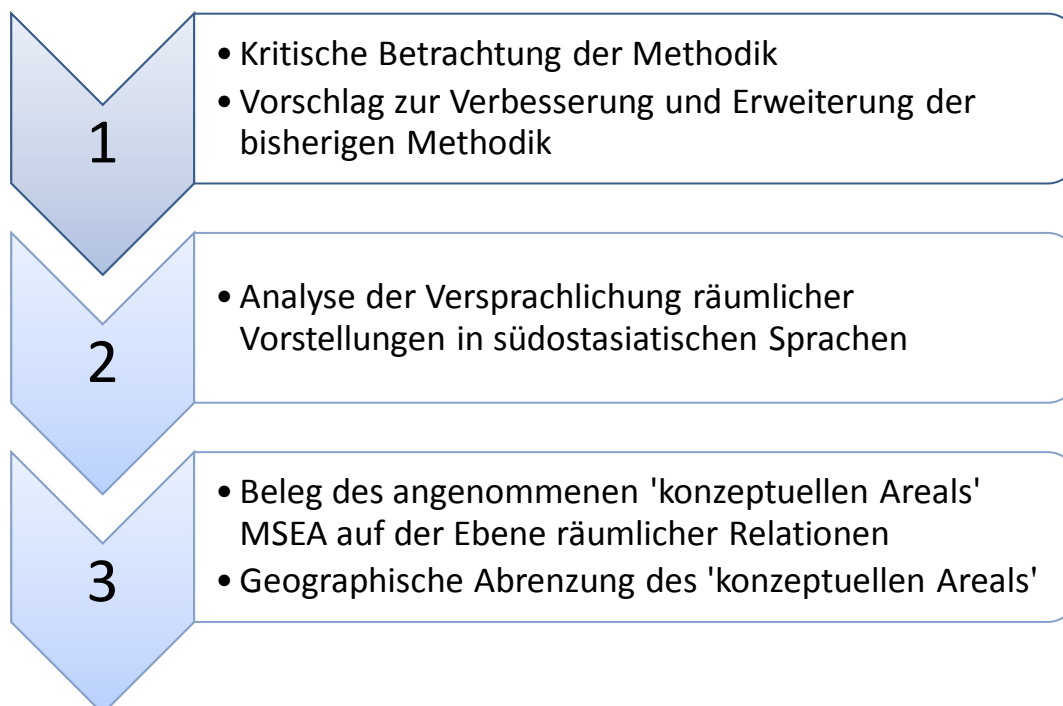 1
• Kritische Betrachtung der Methodik
• Vorschlag zur Verbesserung und Erweiterung der
bisherigen Methodik
2
• Analyse der Versprachlichung räumlicher
Vorstellungen in südostasiatischen Sprachen
3
• Beleg des angenommenen 'konzeptuellen Areals'
MSEA auf der Ebene räumlicher Relationen
• Geographische Abrenzung des 'konzeptuellen Areals'